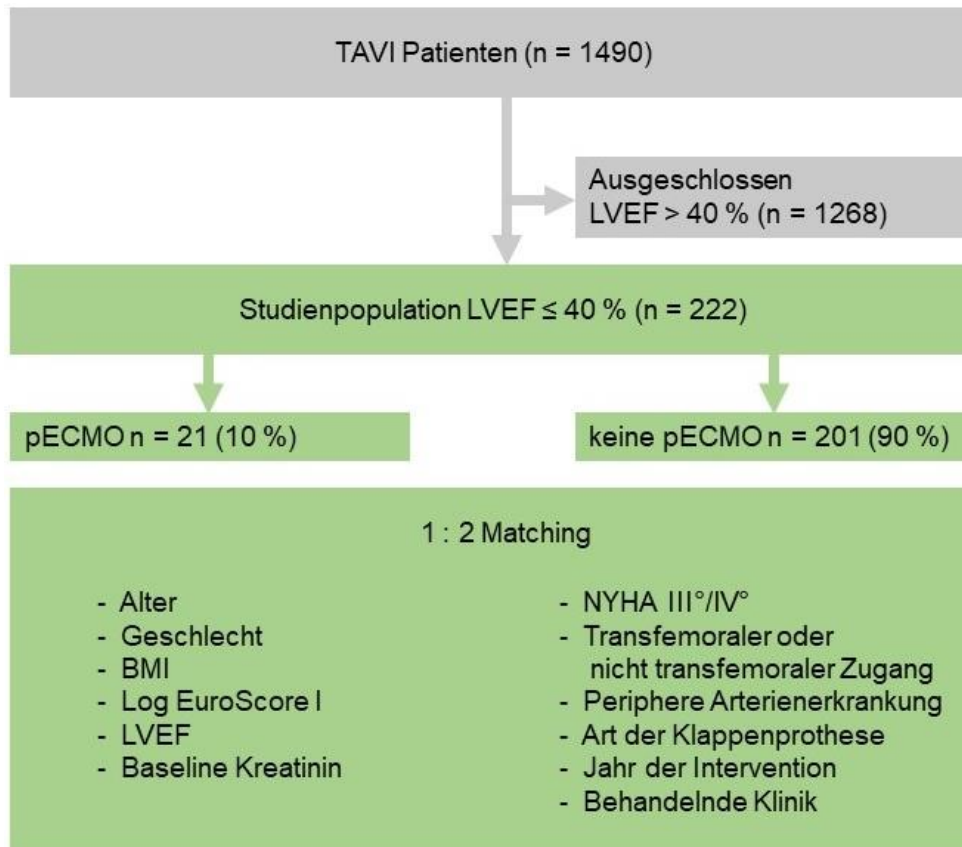 TAVI Patienten (n = 1490)
Ausgeschlossen
LVEF > 40 % (n = 1268)
Studienpopulation LVEF ≤ 40 % (n = 222)
pECMO n = 21 (10 %)
keine pECMO n = 201 (90 %)
1 : 2 Matching
- Alter
- Geschlecht
- BMI
- Log EuroScore I
- LVEF
- Baseline Kreatinin
- NYHA III°/IV°
- Transfemoraler oder
nicht transfemoraler Zugang
- Periphere Arterienerkrankung
- Art der Klappenprothese
- Jahr der Intervention
- Behandelnde Klinik